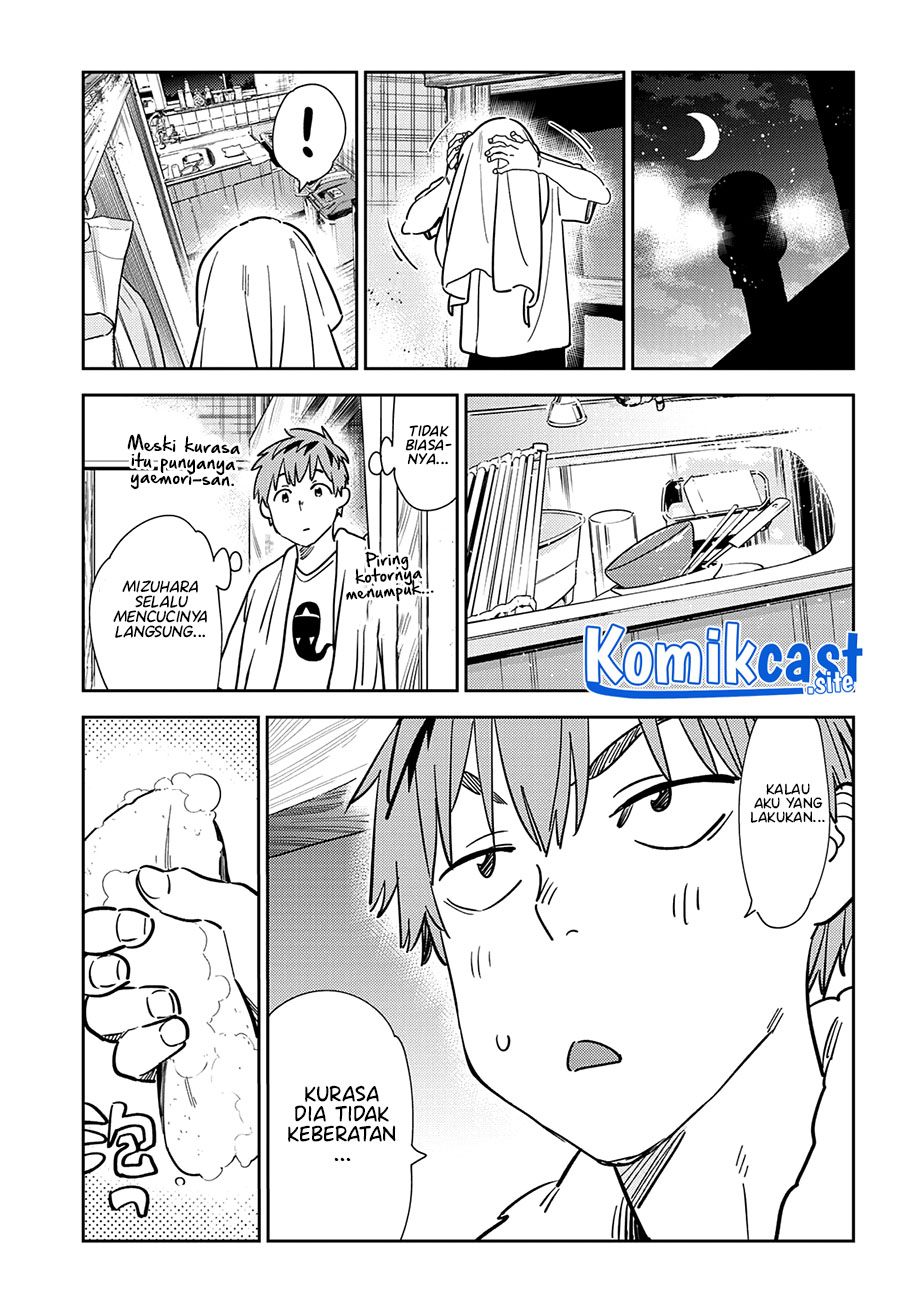 !
TIDAK
BIASA-
NYA...
Piring
kotornya
menumpuk...
Meski kurasa
itu punyanya
yaemori-san.
MIZUHARA
SELALU
MENCUCINYA
LANGSUNG...
Komikcast
.site
KALAU
AKU YANG
LAKUKAN...
KURASA
DIA TIDAK
KEBERATAN
...
泡っ